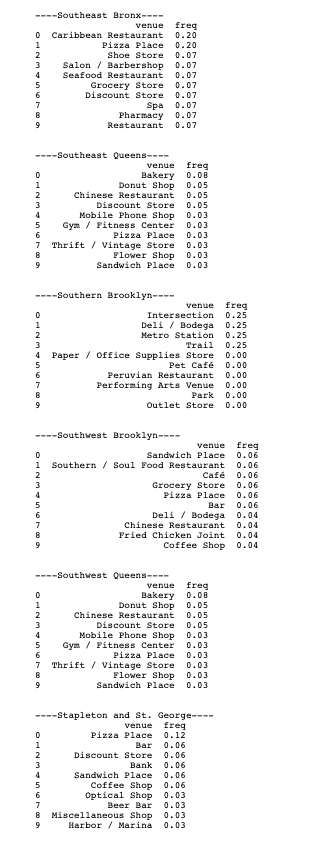 ----Southeast Bronx----
venue freq
0 Caribbean Restaurant 0.20
1 Pizza Place 0.20
2 Shoe Store 0.07
3 Salon / Barbershop 0.07
4 Seafood Restaurant 0.07
5 Grocery Store 0.07
6 Discount Store 0.07
7 Spa 0.07
8 Pharmacy 0.07
9 Restaurant 0.07
----Southeast Queens----
venue freq
0 Bakery 0.08
1 Donut Shop 0.05
2 Chinese Restaurant 0.05
3 Discount Store 0.05
4 Mobile Phone Shop 0.03
5 Gym / Fitness Center 0.03
6 Pizza Place 0.03
7 Thrift / Vintage Store 0.03
8 Flower Shop 0.03
9 Sandwich Place 0.03
----Southern Brooklyn----
venue freq
0 Intersection 0.25
1 Deli / Bodega 0.25
2 Metro Station 0.25
3 Trail 0.25
4 Paper / Office Supplies Store 0.00
5 Pet Café 0.00
6 Peruvian Restaurant 0.00
7 Performing Arts Venue 0.00
8 Park 0.00
9 Outlet Store 0.00
----Southwest Brooklyn----
venue freq
0 Sandwich Place 0.06
1 Southern / Soul Food Restaurant 0.06
2 Café 0.06
3 Grocery Store 0.06
4 Pizza Place 0.06
5 Bar 0.06
6 Deli / Bodega 0.04
7 Chinese Restaurant 0.04
8 Fried Chicken Joint 0.04
9 Coffee Shop 0.04
----Southwest Queens----
venue freq
0 Bakery 0.08
1 Donut Shop 0.05
2 Chinese Restaurant 0.05
3 Discount Store 0.05
4 Mobile Phone Shop 0.03
5 Gym / Fitness Center 0.03
6 Pizza Place 0.03
7 Thrift / Vintage Store 0.03
8 Flower Shop 0.03
9 Sandwich Place 0.03
----Stapleton and St. George----
venue freq
0 Pizza Place 0.12
1 Bar 0.06
2 Discount Store 0.06
3 Bank 0.06
4 Sandwich Place 0.06
5 Coffee Shop 0.06
6 Optical Shop 0.03
7 Beer Bar 0.03
8 Miscellaneous Shop 0.03
9 Harbor / Marina 0.03